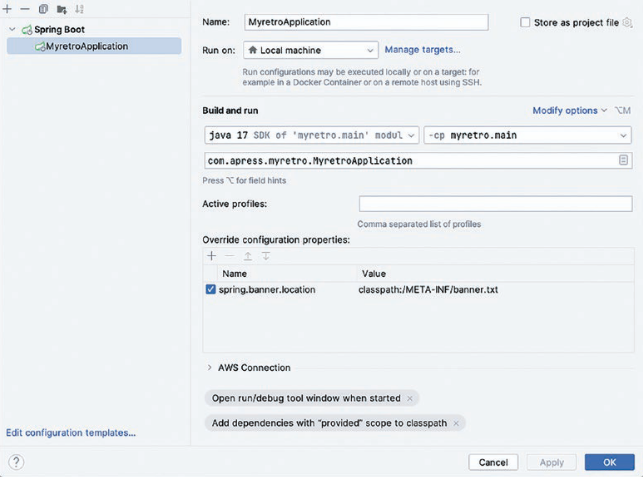 Spring Boot
MyretroApplication
Name: MyretroApplication
Store as project file
Run on: Local machine
Manage targets...
Run configurations may be executed locally or on a target: for
example in a Docker Container or on a remote host using SSH.
Build and run
Modify options ⌥M
java 17 SDK of 'myretro.main' modul
-cp myretro.main
com.apress.myretro.MyretroApplication
Press ⌥ for field hints
Active profiles:
Comma separated list of profiles
Override configuration properties:
Name Value
spring.banner.location classpath:/META-INF/banner.txt
AWS Connection
Open run/debug tool window when started ×
Add dependencies with "provided" scope to classpath ×
Edit configuration templates...
? Cancel Apply OK